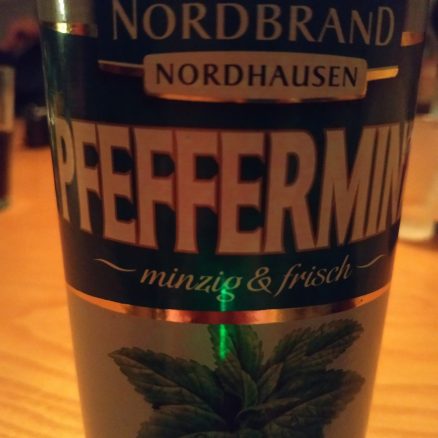 NORDBRAND
NORDHAUSEN
PFEFFERMIN
minzig & frisch